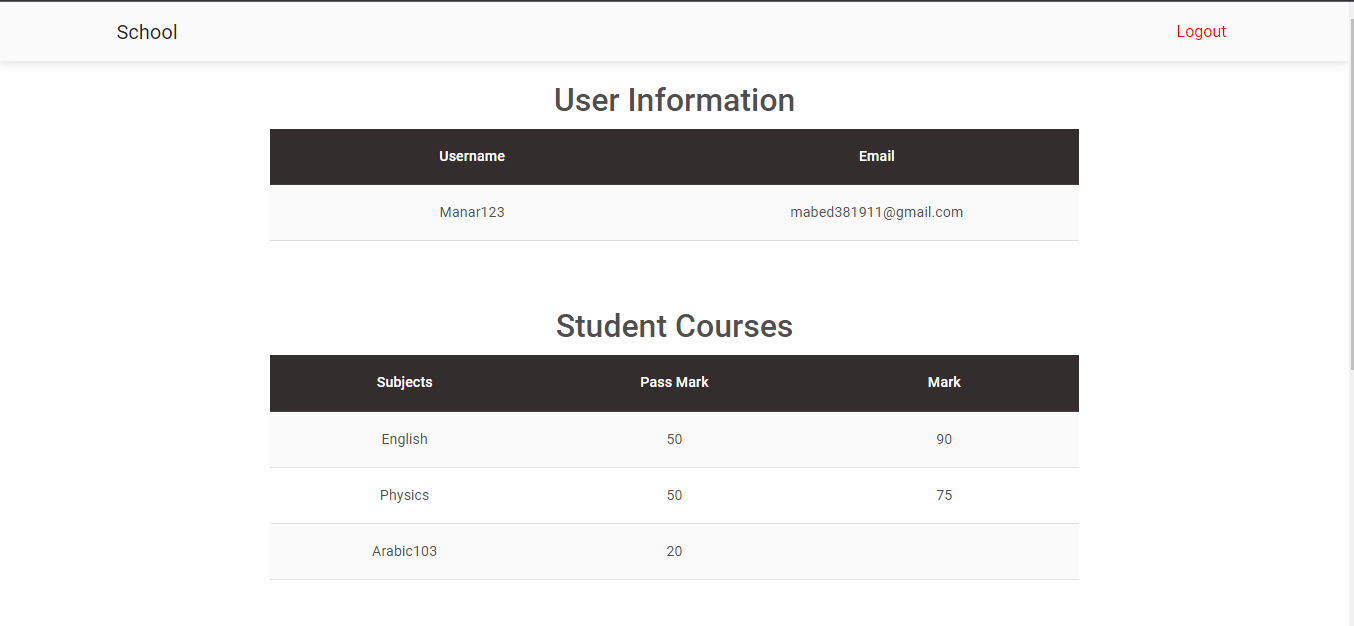 School Logout
User Information
Username Email
Manar123 mabed381911@gmail.com
Student Courses
Subjects Pass Mark Mark
English 50 90
Physics 50 75
Arabic103 20